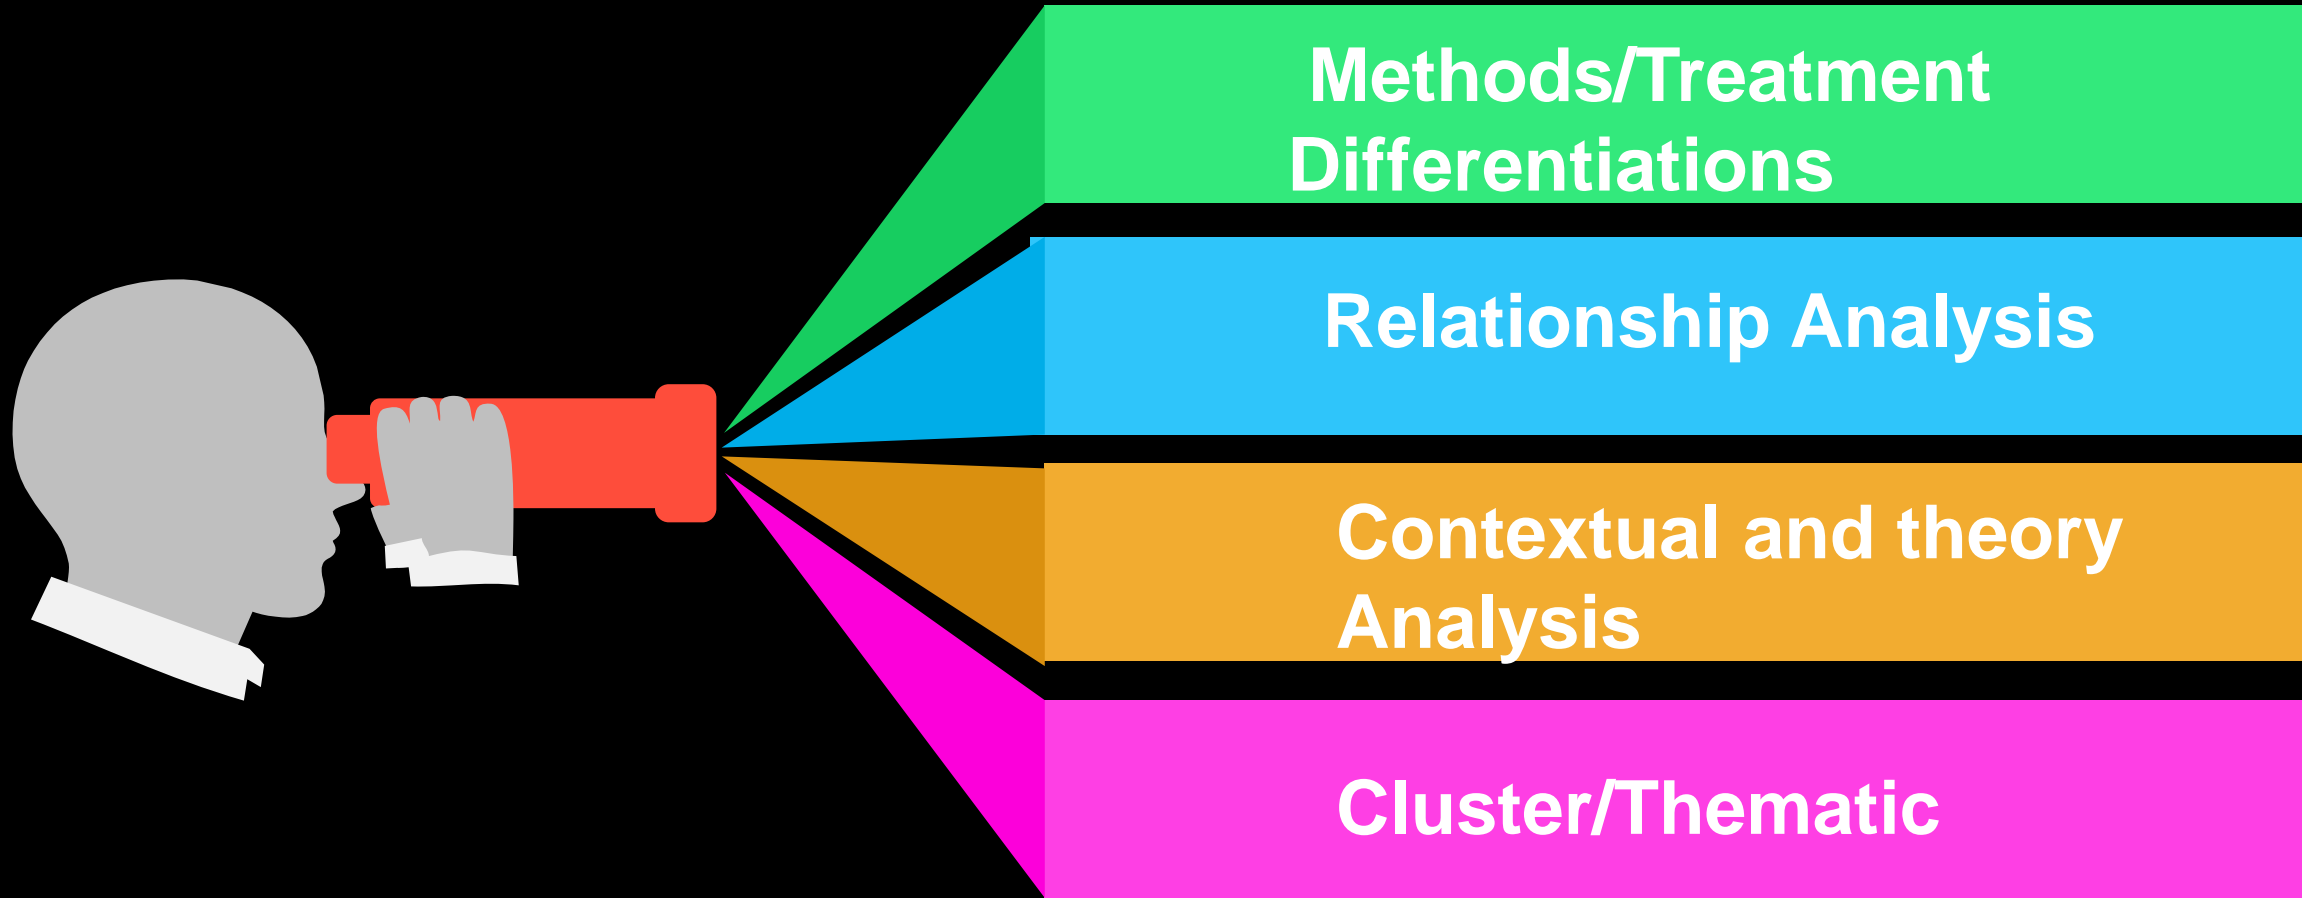 Methods/Treatment
Differentiations
Relationship Analysis
Contextual and theory
Analysis
Cluster/Thematic